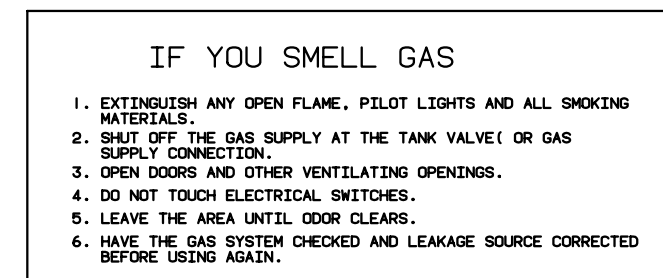 IF YOU SMELL GAS
1. EXTINGUISH ANY OPEN FLAME, PILOT LIGHTS AND ALL SMOKING
MATERIALS.
2. SHUT OFF THE GAS SUPPLY AT THE TANK VALVE( OR GAS
SUPPLY CONNECTION.
3. OPEN DOORS AND OTHER VENTILATING OPENINGS.
4. DO NOT TOUCH ELECTRICAL SWITCHES.
5. LEAVE THE AREA UNTIL ODOR CLEARS.
6. HAVE THE GAS SYSTEM CHECKED AND LEAKAGE SOURCE CORRECTED
BEFORE USING AGAIN.